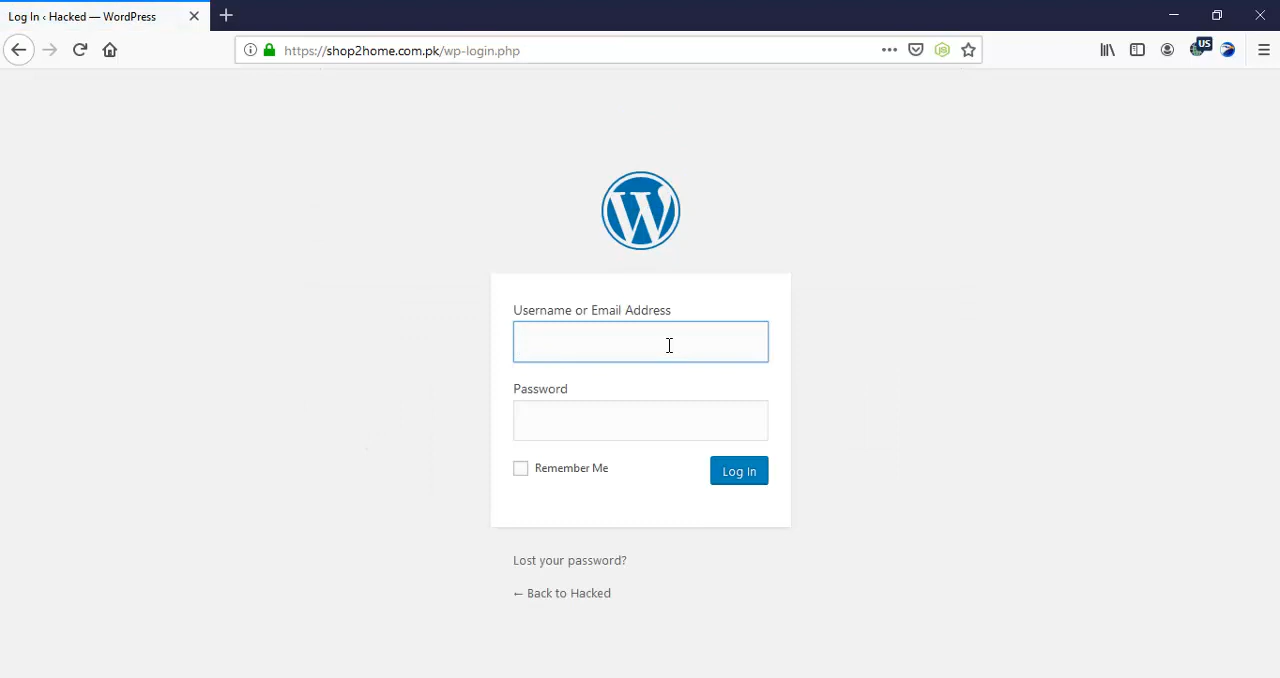 Log In ‹ Hacked — WordPress
https://shop2home.com.pk/wp-login.php
US
Username or Email Address
Password
Remember Me
Log In
Lost your password?
← Back to Hacked